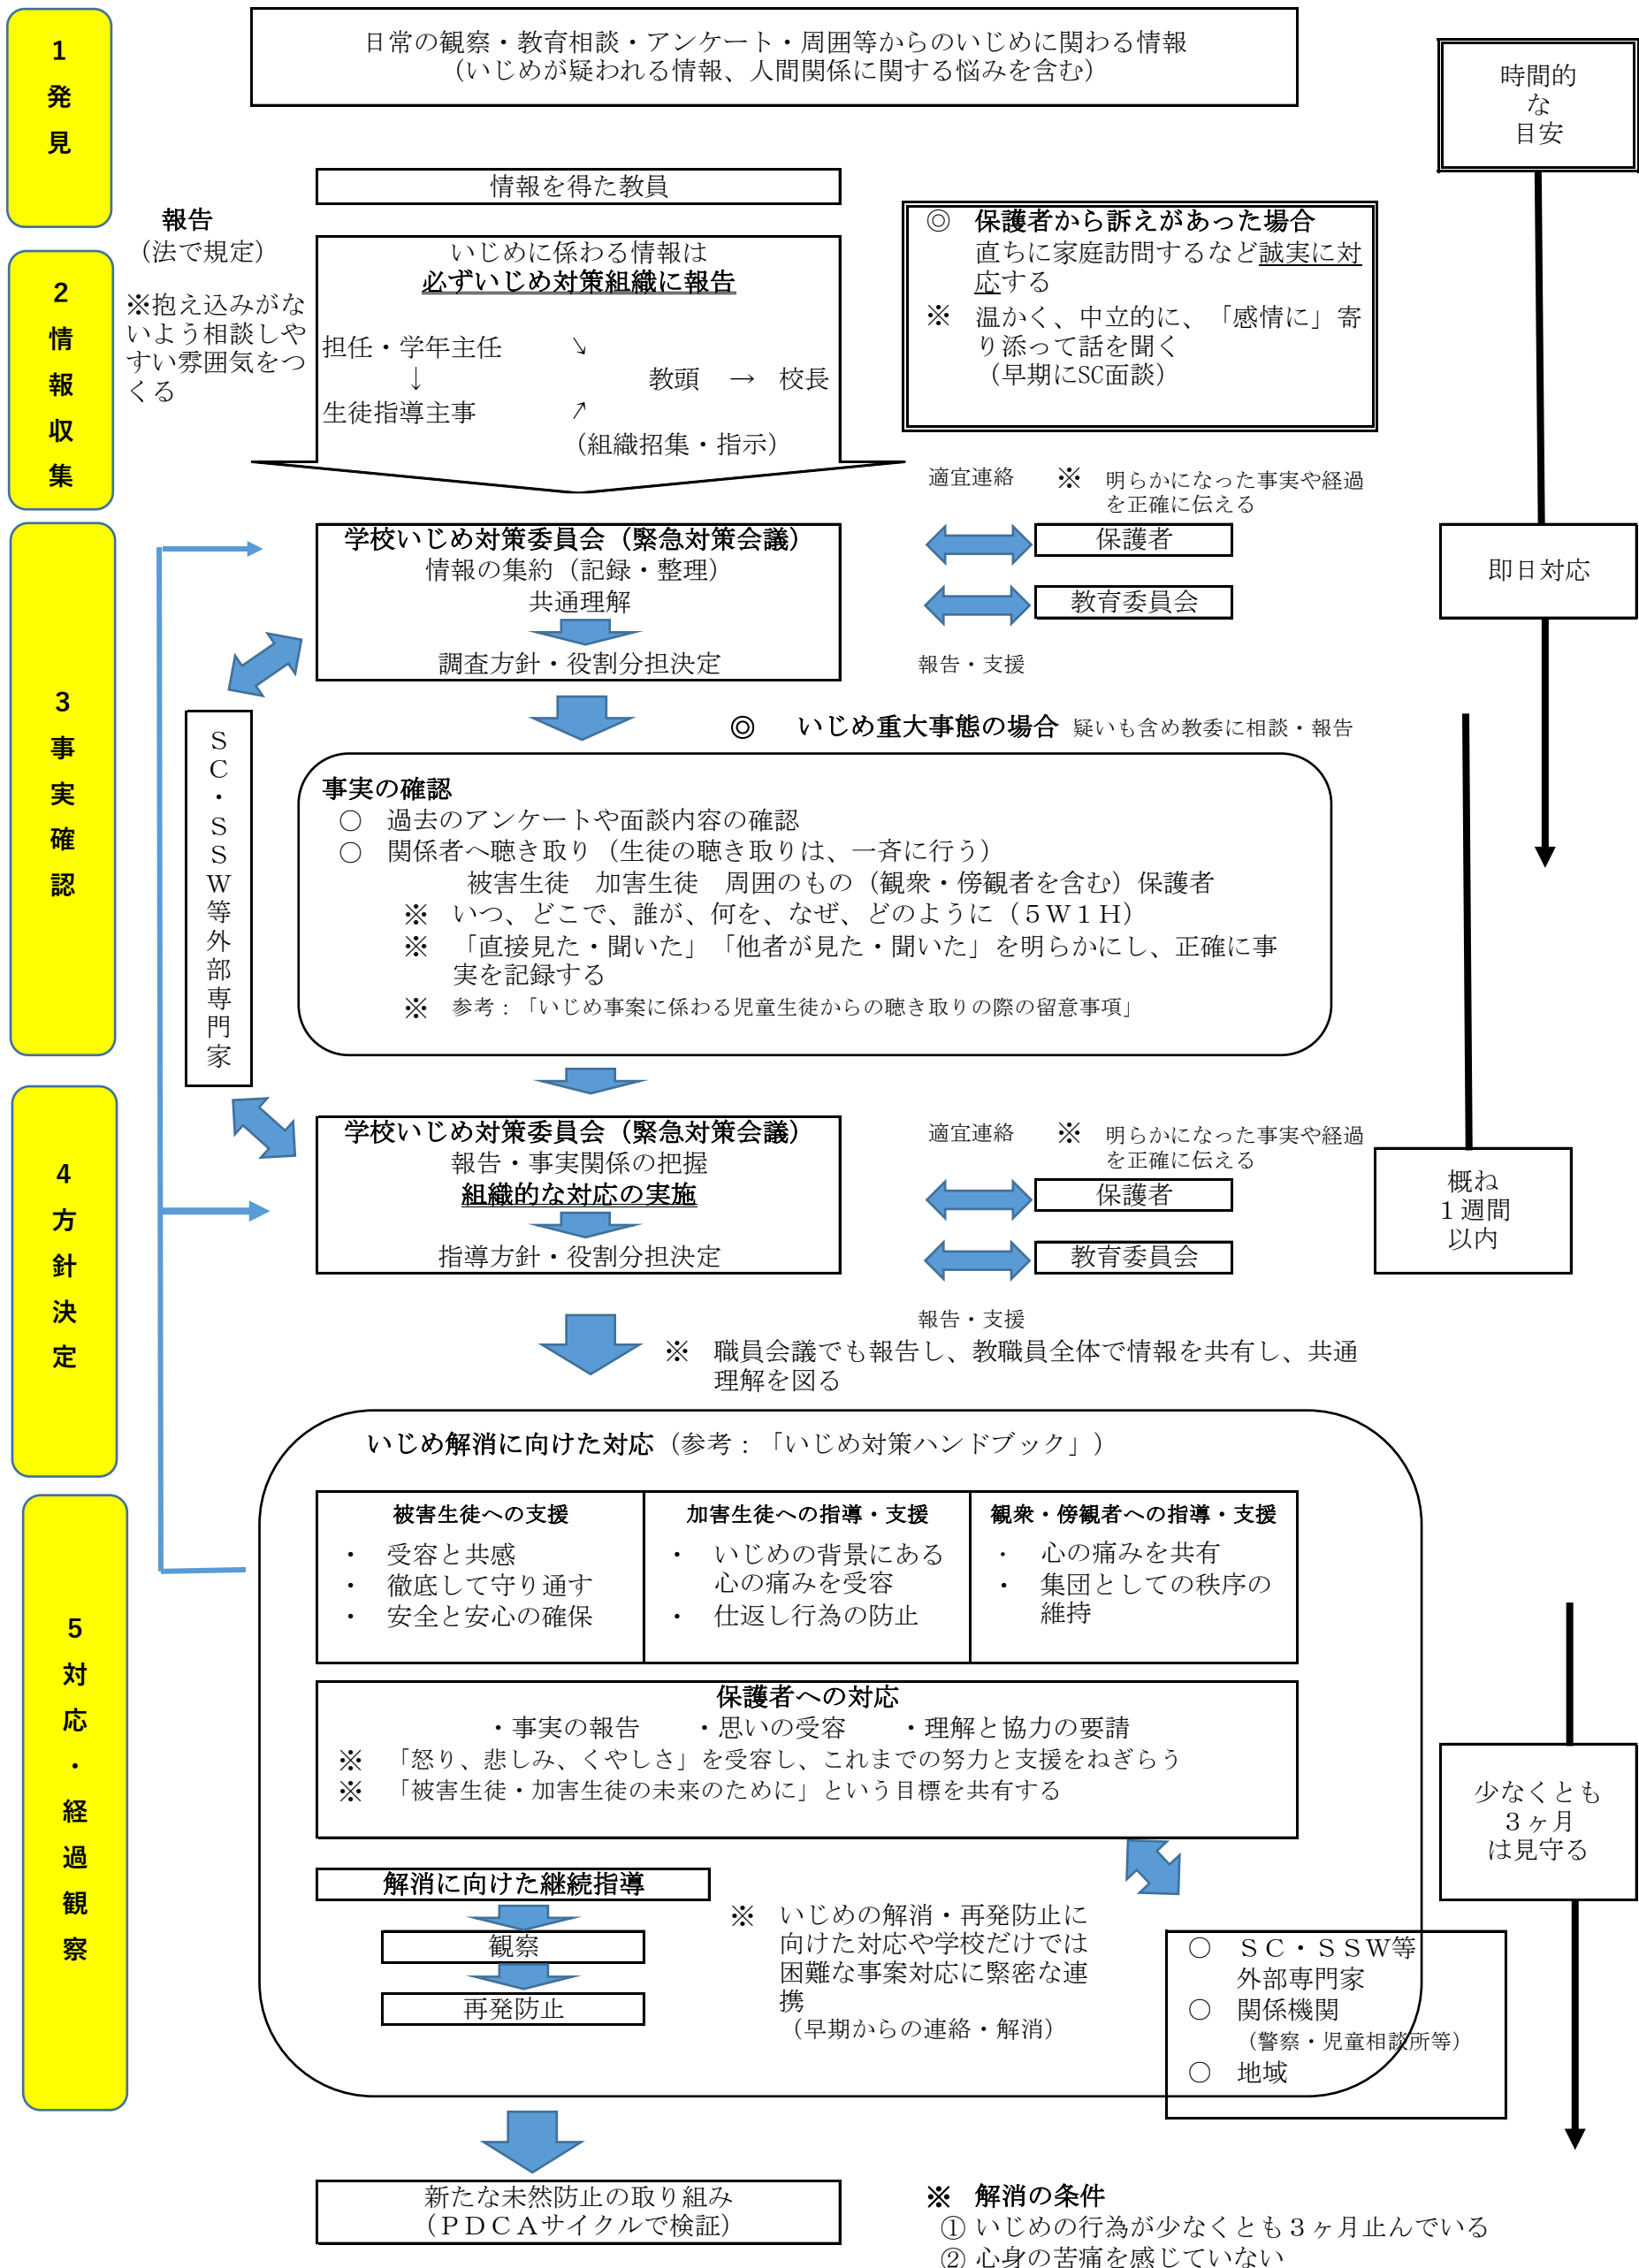 1
発
見
日常の観察・教育相談・アンケート・周囲等からのいじめに関わる情報
（いじめが疑われる情報、人間関係に関する悩みを含む）
時間的
な
目安
情報を得た教員
報告
（法で規定）
※抱え込みがな
いよう相談しや
すい雰囲気をつ
くる
2
情
報
収
集
いじめに係わる情報は
必ずいじめ対策組織に報告
担任・学年主任　↘
↓　教頭　→　校長
生徒指導主事　↗
（組織招集・指示）
◎　保護者から訴えがあった場合
直ちに家庭訪問するなど誠実に対
応する
※　温かく、中立的に、「感情に」寄
り添って話を聞く
（早期にSC面談）
適宜連絡　※　明らかになった事実や経過
を正確に伝える
3
事
実
確
認
学校いじめ対策委員会（緊急対策会議）
情報の集約（記録・整理）
共通理解
調査方針・役割分担決定
保護者
教育委員会
報告・支援
即日対応
◎　いじめ重大事態の場合　疑いも含め教委に相談・報告
Ｓ
Ｃ
・
Ｓ
Ｓ
Ｗ
等
外
部
専
門
家
事実の確認
○　過去のアンケートや面談内容の確認
○　関係者へ聴き取り（生徒の聴き取りは、一斉に行う）
被害生徒　加害生徒　周囲のもの（観衆・傍観者を含む）保護者
※　いつ、どこで、誰が、何を、なぜ、どのように（５Ｗ１Ｈ）
※　「直接見た・聞いた」「他者が見た・聞いた」を明らかにし、正確に事
実を記録する
※　参考：「いじめ事案に係わる児童生徒からの聴き取りの際の留意事項」
4
方
針
決
定
学校いじめ対策委員会（緊急対策会議）
報告・事実関係の把握
組織的な対応の実施
指導方針・役割分担決定
適宜連絡　※　明らかになった事実や経過
を正確に伝える
保護者
教育委員会
報告・支援
概ね
１週間
以内
※　職員会議でも報告し、教職員全体で情報を共有し、共通
理解を図る
5
対
応
・
経
過
観
察
いじめ解消に向けた対応（参考：「いじめ対策ハンドブック」）
被害生徒への支援
・　受容と共感
・　徹底して守り通す
・　安全と安心の確保
加害生徒への指導・支援
・　いじめの背景にある
心の痛みを受容
・　仕返し行為の防止
観衆・傍観者への指導・支援
・　心の痛みを共有
・　集団としての秩序の
維持
保護者への対応
・事実の報告　・思いの受容　・理解と協力の要請
※　「怒り、悲しみ、くやしさ」を受容し、これまでの努力と支援をねぎらう
※　「被害生徒・加害生徒の未来のために」という目標を共有する
少なくとも
３ヶ月
は見守る
解消に向けた継続指導
観察
再発防止
※　いじめの解消・再発防止に
向けた対応や学校だけでは
困難な事案対応に緊密な連
携
（早期からの連絡・解消）
○　ＳＣ・ＳＳＷ等
外部専門家
○　関係機関
（警察・児童相談所等）
○　地域
新たな未然防止の取り組み
（ＰＤＣＡサイクルで検証）
※　解消の条件
① いじめの行為が少なくとも３ヶ月止んでいる
② 心身の苦痛を感じていない